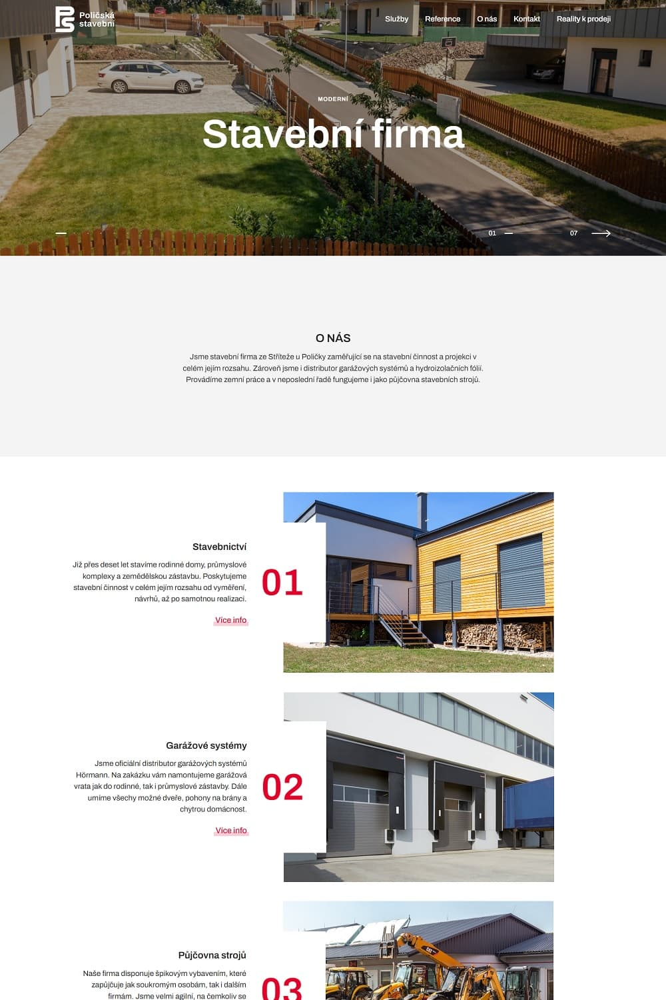 Poličská
stavební
Služby
Reference
O nás
Kontakt
Reality k prodeji
MODERNÍ
Stavební firma
01
07
O NÁS
Jsme stavební firma ze Stříteže u Poličky zaměřující se na stavební činnost a projekci v
celém jejím rozsahu. Zároveň jsme i distributor garážových systémů a hydroizolačních fólií.
Provádíme zemní práce a v neposlední řadě fungujeme i jako půjčovna stavebních strojů.
Stavebnictví
Již přes deset let stavíme rodinné domy, průmyslové
komplexy a zemědělskou zástavbu. Poskytujeme
stavební činnost v celém jejím rozsahu od vyměření,
návrhů, až po samotnou realizaci.
Více info
01
Garážové systémy
Jsme oficiální distributor garážových systémů
Hörmann. Na zakázku vám namontujeme garážová
vrata jak do rodinné, tak i průmyslové zástavby. Dále
umíme všechy možné dveře, pohony na brány a
chytrou domácnost.
Více info
02
Půjčovna strojů
Naše firma disponuje špikovým vybavením, které
zapůjčuje jak soukromým osobám, tak i dalším
firmám. Jsme velmi agilní, na čemkoliv se
03
CAT